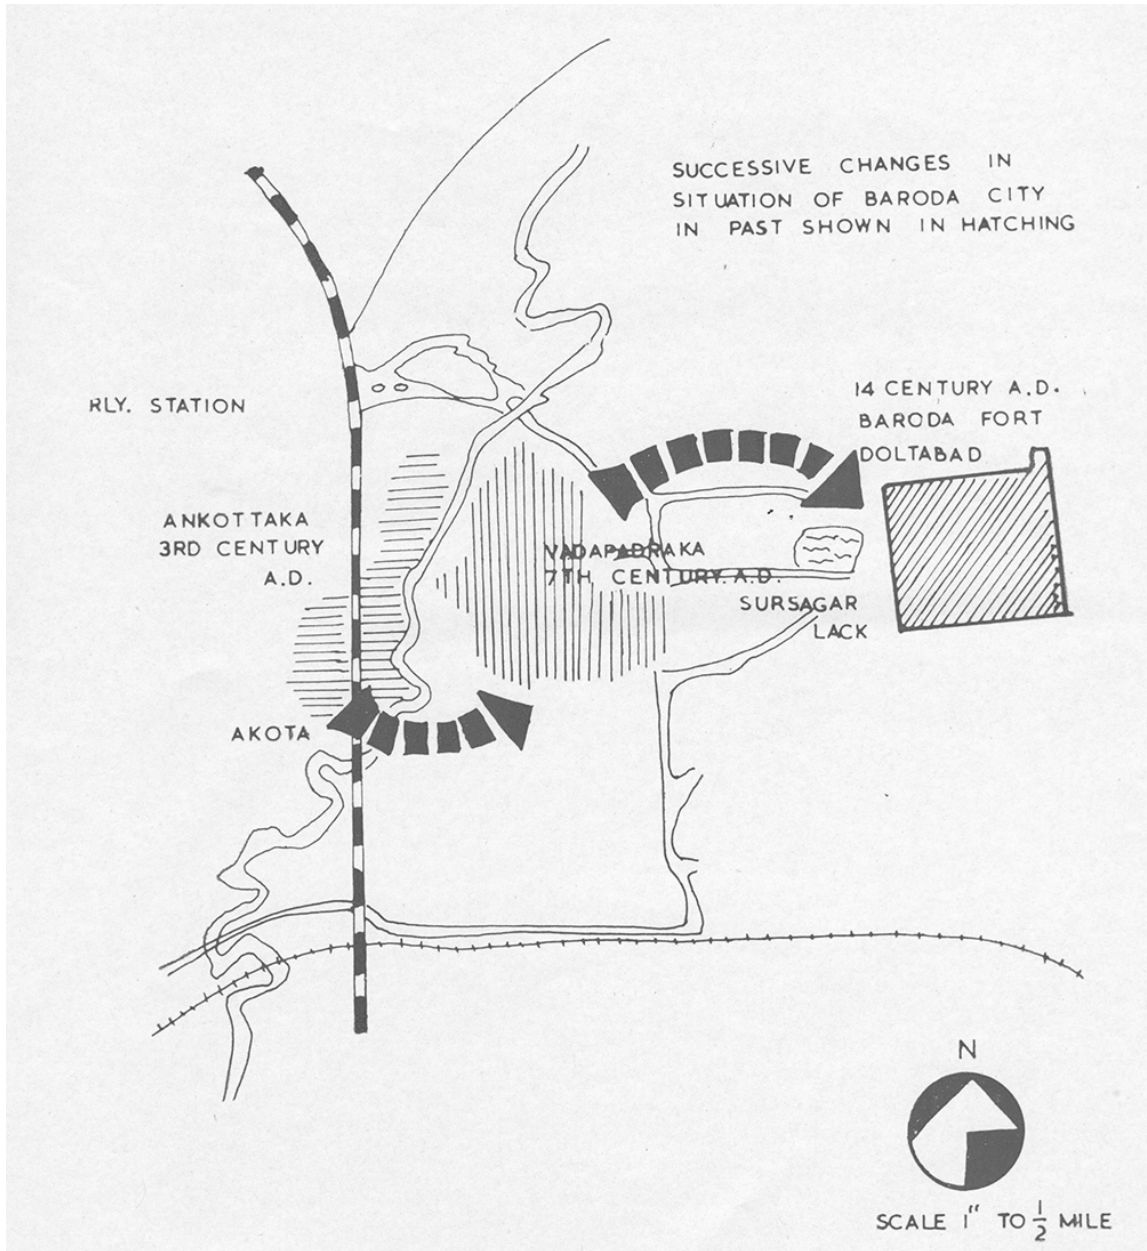 SUCCESSIVE CHANGES IN
SITUATION OF BARODA CITY
IN PAST SHOWN IN HATCHING
RLY. STATION
14 CENTURY A.D.
BARODA FORT
DOLTABAD
ANKOTTAKA
3RD CENTURY
A.D.
VADAPADRAKA
7TH CENTURY A.D.
SURSAGAR
LACK
AKOTA
N
SCALE 1" TO 1/2 MILE